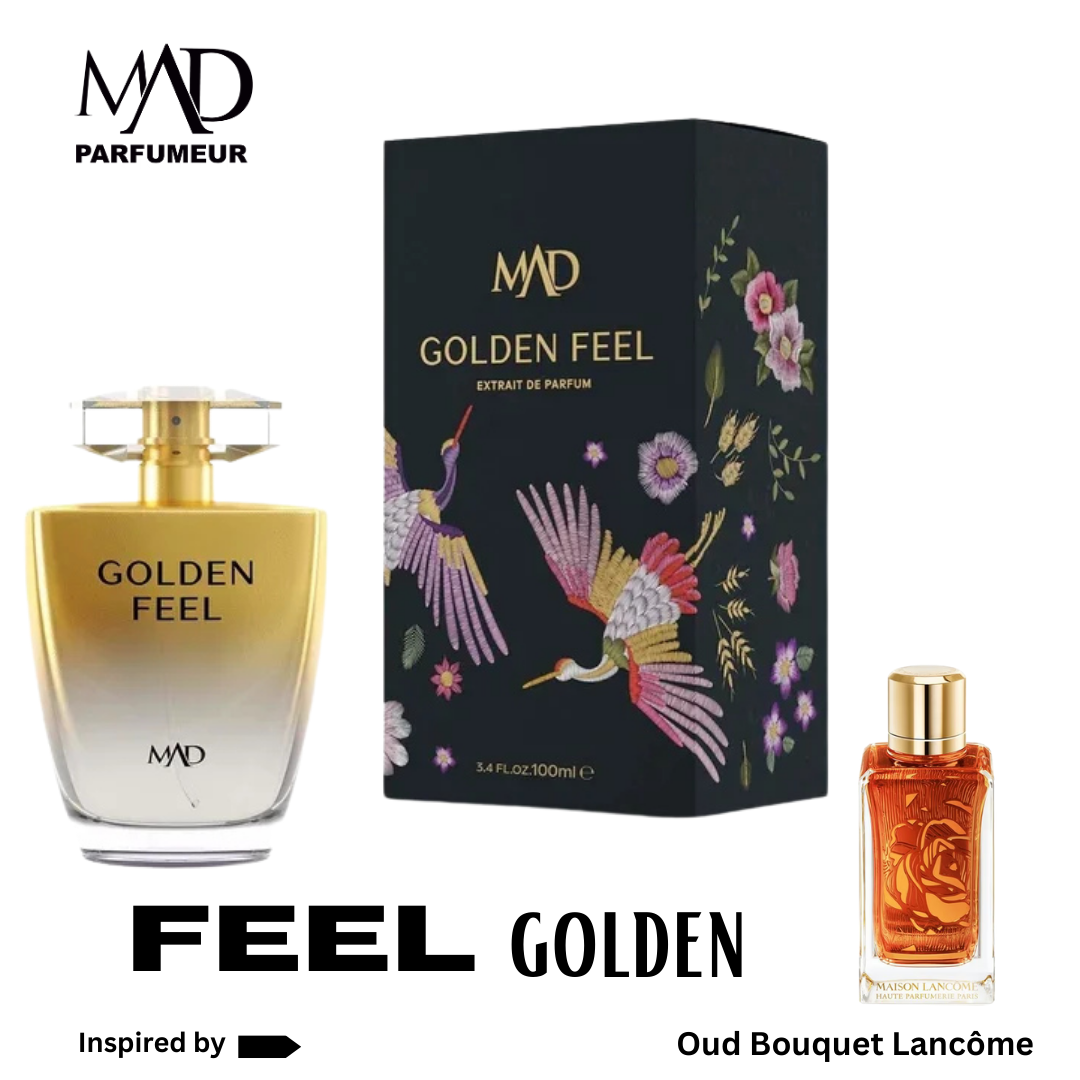 MAD
PARFUMEUR
MAD
GOLDEN FEEL
EXTRAIT DE PARFUM
3.4 FL.OZ.100ml ℮
GOLDEN
FEEL
MAD
MAISON LANCÔME
HAUTE PARFUMERIE PARIS
FEEL GOLDEN
Inspired by
Oud Bouquet Lancôme